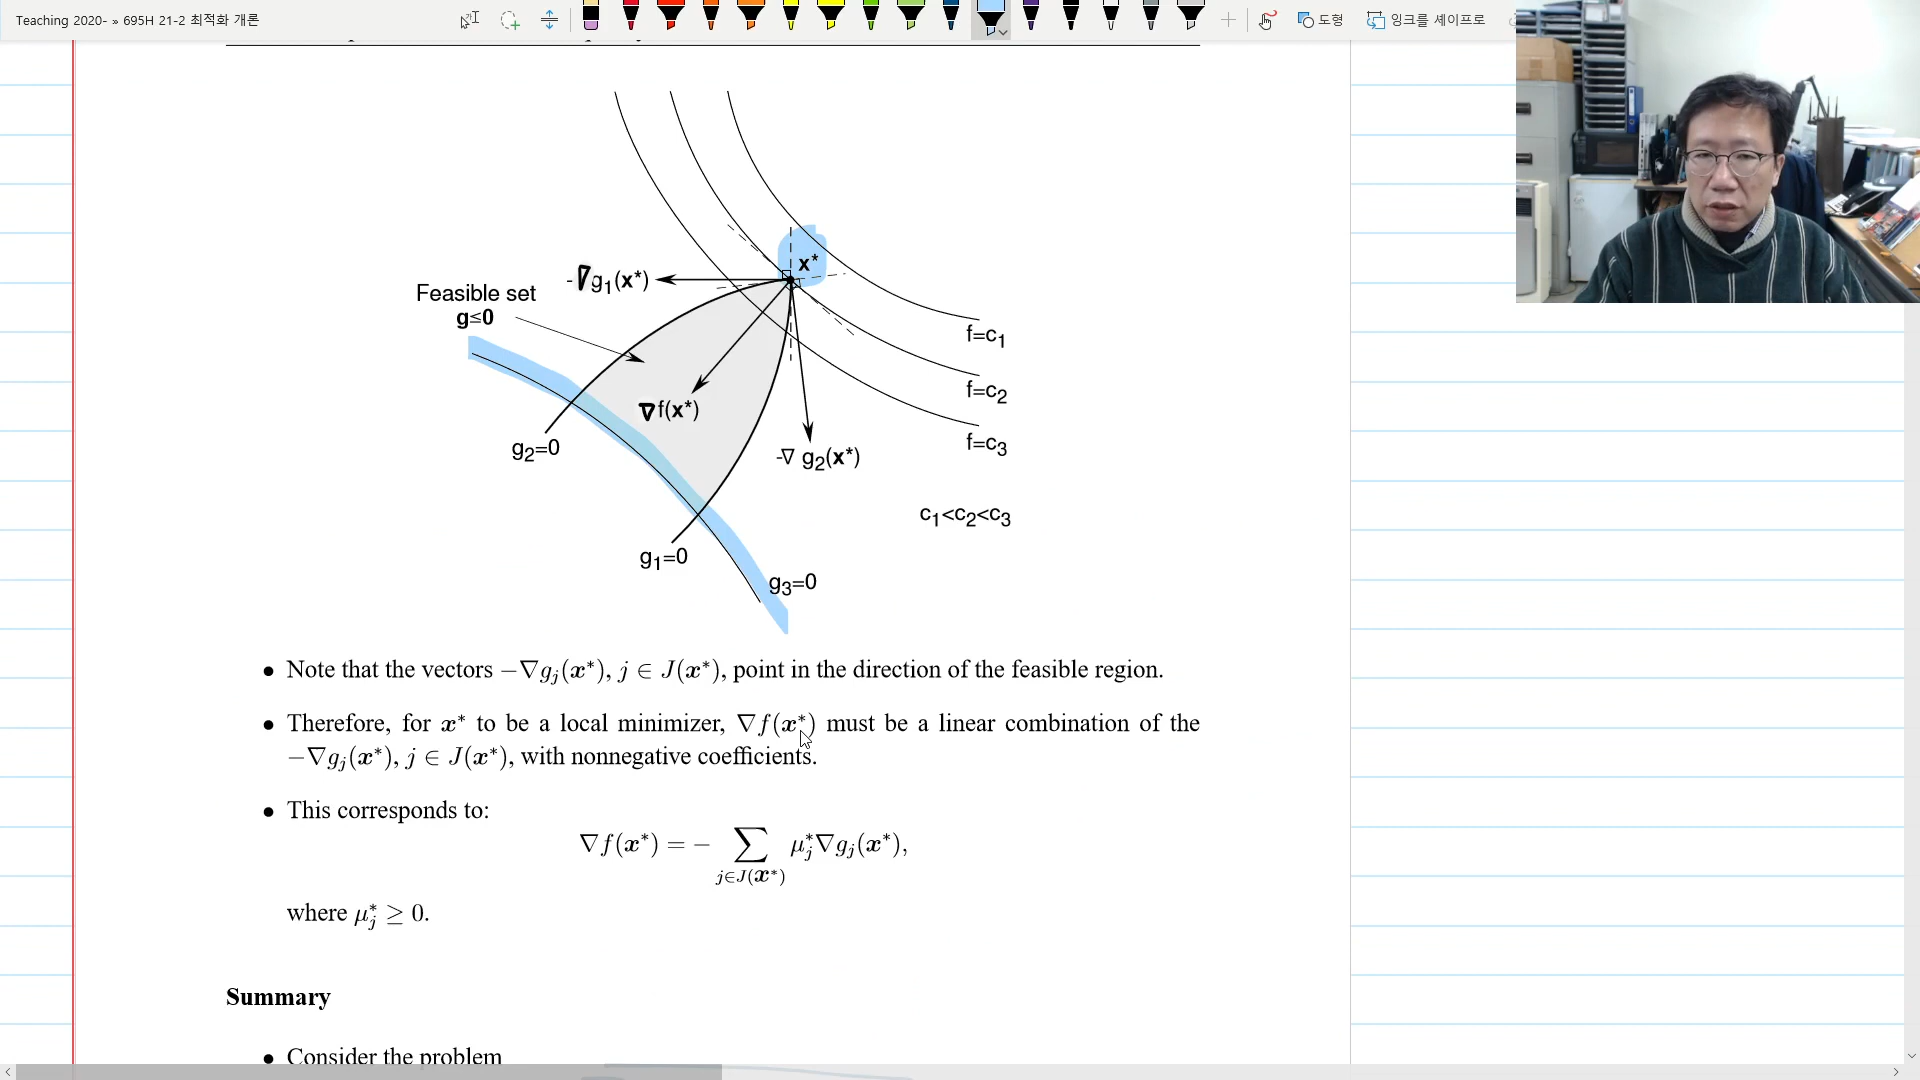 Teaching 2020- » 695H 21-2 최적화 개론
도형
잉크를 셰이프로
x*
-∇g₁(x*)
Feasible set
g≤0
f=c₁
f=c₂
∇f(x*)
f=c₃
g₂=0
-∇ g₂(x*)
c₁<c₂<c₃
g₁=0
g₃=0
• Note that the vectors −∇gⱼ(x*), j ∈ J(x*), point in the direction of the feasible region.
• Therefore, for x* to be a local minimizer, ∇f(x*) must be a linear combination of the
−∇gⱼ(x*), j ∈ J(x*), with nonnegative coefficients.
• This corresponds to:
∇f(x*) = − ∑ μⱼ*∇gⱼ(x*),
j∈J(x*)
where μⱼ* ≥ 0.
Summary
• Consider the problem